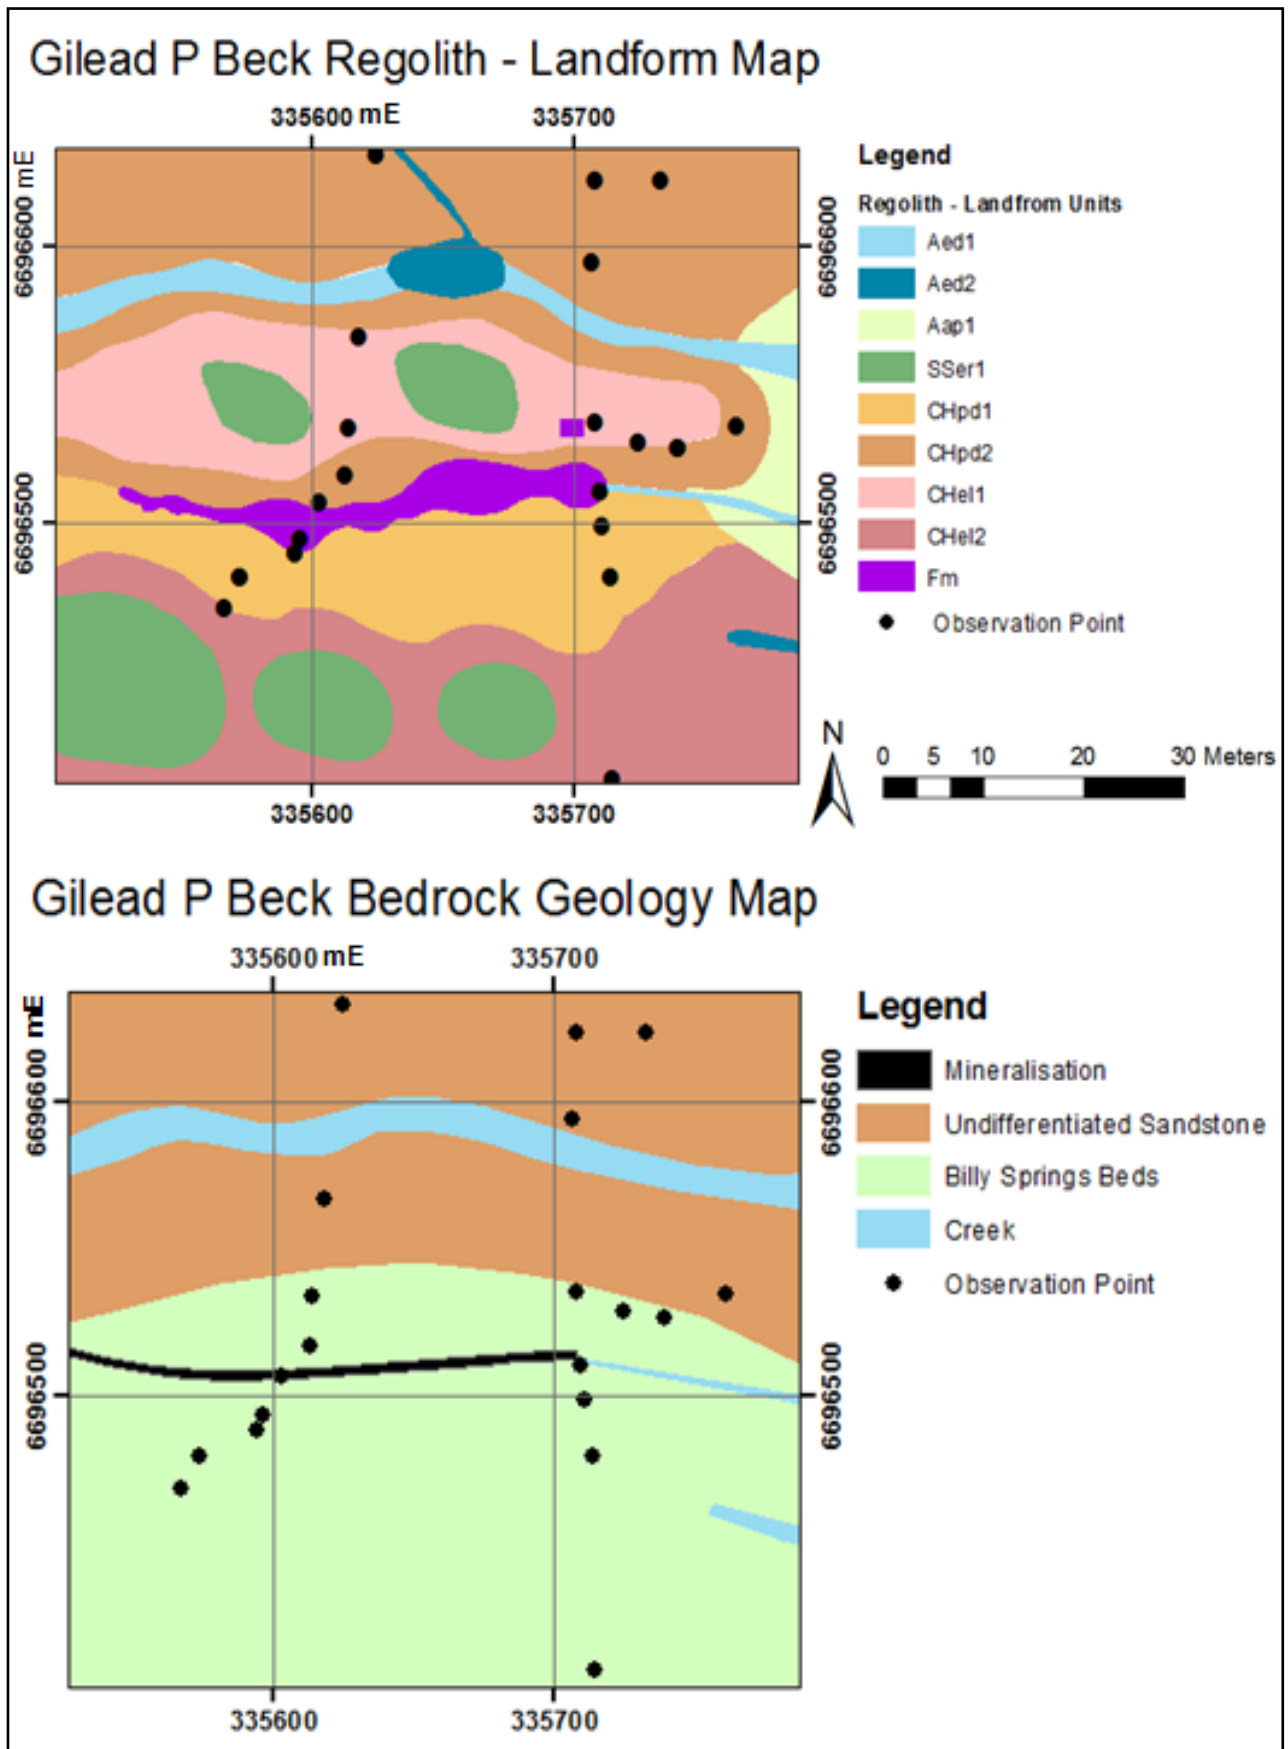 Gilead P Beck Regolith - Landform Map
335600 mE
335700
6696600 mE
6696600
6696500
6696500
335600
335700
Legend
Regolith - Landfrom Units
Aed1
Aed2
Aap1
SSer1
CHpd1
CHpd2
CHel1
CHel2
Fm
Observation Point
N
0 5 10 20 30 Meters
Gilead P Beck Bedrock Geology Map
335600 mE
335700
6696600 mE
6696600
6696500
6696500
335600
335700
Legend
Mineralisation
Undifferentiated Sandstone
Billy Springs Beds
Creek
Observation Point